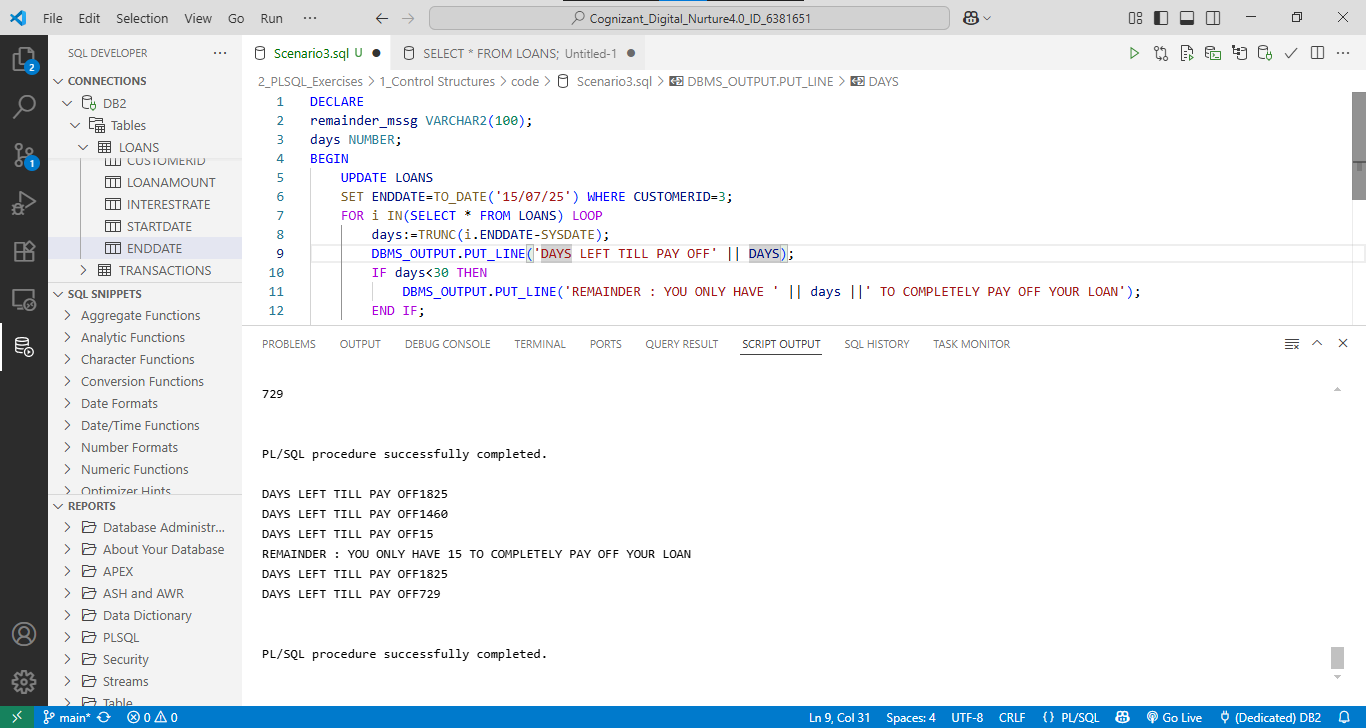 File Edit Selection View Go Run ··· Cognizant_Digital_Nurture4.0_ID_6381651
SQL DEVELOPER ···
2
1
CONNECTIONS
DB2
Tables
LOANS
CUSTOMERID
LOANAMOUNT
INTERESTRATE
STARTDATE
ENDDATE
TRANSACTIONS
SQL SNIPPETS
Aggregate Functions
Analytic Functions
Character Functions
Conversion Functions
Date Formats
Date/Time Functions
Number Formats
Numeric Functions
Optimizer Hints
REPORTS
Database Administr...
About Your Database
APEX
ASH and AWR
Data Dictionary
PLSQL
Security
Streams
Table
Scenario3.sql U ● SELECT * FROM LOANS; Untitled-1 ●
2_PLSQL_Exercises > 1_Control Structures > code > Scenario3.sql > DBMS_OUTPUT.PUT_LINE > DAYS
1 DECLARE
2 remainder_mssg VARCHAR2(100);
3 days NUMBER;
4 BEGIN
5 UPDATE LOANS
6 SET ENDDATE=TO_DATE('15/07/25') WHERE CUSTOMERID=3;
7 FOR i IN(SELECT * FROM LOANS) LOOP
8 days:=TRUNC(i.ENDDATE-SYSDATE);
9 DBMS_OUTPUT.PUT_LINE('DAYS LEFT TILL PAY OFF' || DAYS);
10 IF days<30 THEN
11 DBMS_OUTPUT.PUT_LINE('REMAINDER : YOU ONLY HAVE ' || days ||' TO COMPLETELY PAY OFF YOUR LOAN');
12 END IF;
PROBLEMS OUTPUT DEBUG CONSOLE TERMINAL PORTS QUERY RESULT SCRIPT OUTPUT SQL HISTORY TASK MONITOR
729
PL/SQL procedure successfully completed.
DAYS LEFT TILL PAY OFF1825
DAYS LEFT TILL PAY OFF1460
DAYS LEFT TILL PAY OFF15
REMAINDER : YOU ONLY HAVE 15 TO COMPLETELY PAY OFF YOUR LOAN
DAYS LEFT TILL PAY OFF1825
DAYS LEFT TILL PAY OFF729
PL/SQL procedure successfully completed.
main* 0 0 Ln 9, Col 31 Spaces: 4 UTF-8 CRLF {} PL/SQL Go Live (Dedicated) DB2